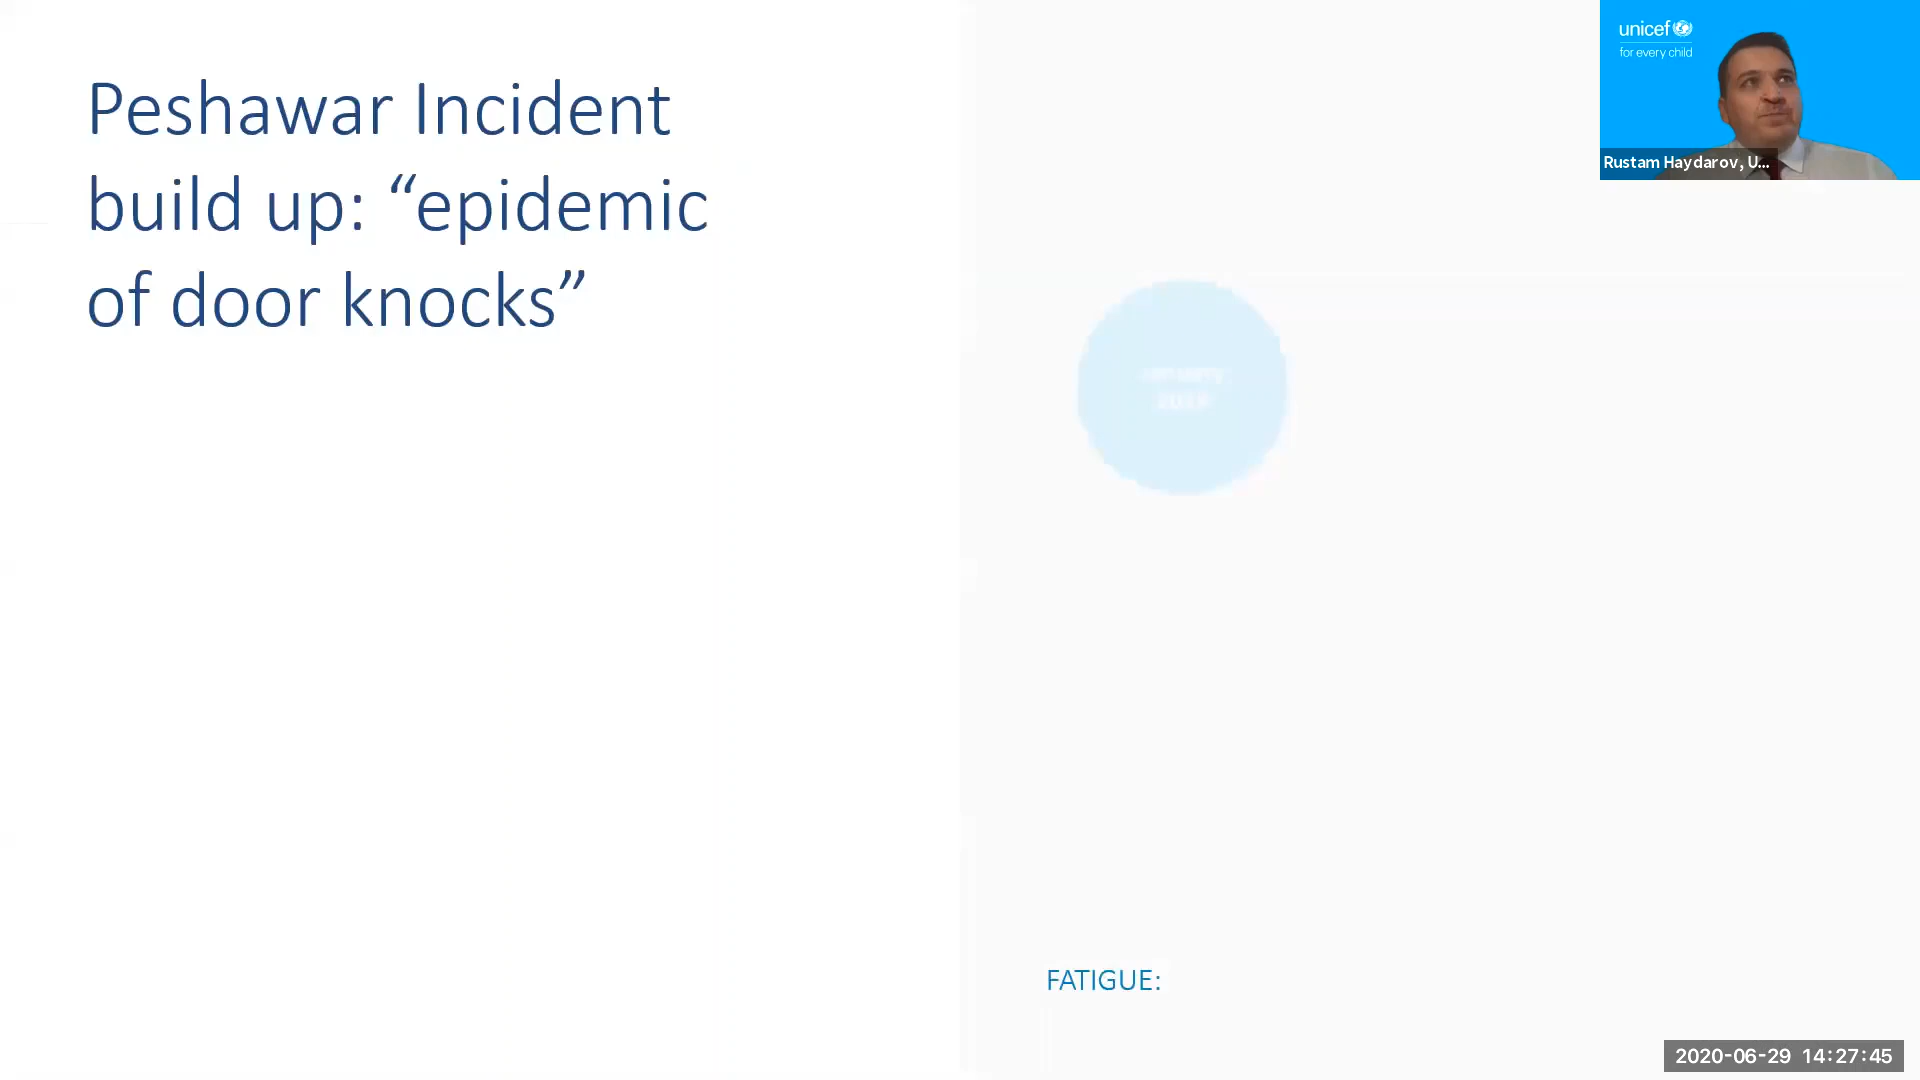 Peshawar Incident
build up: “epidemic
of door knocks”
unicef
for every child
Rustam Haydarov, U...
FATIGUE:
2020-06-29 14:27:45